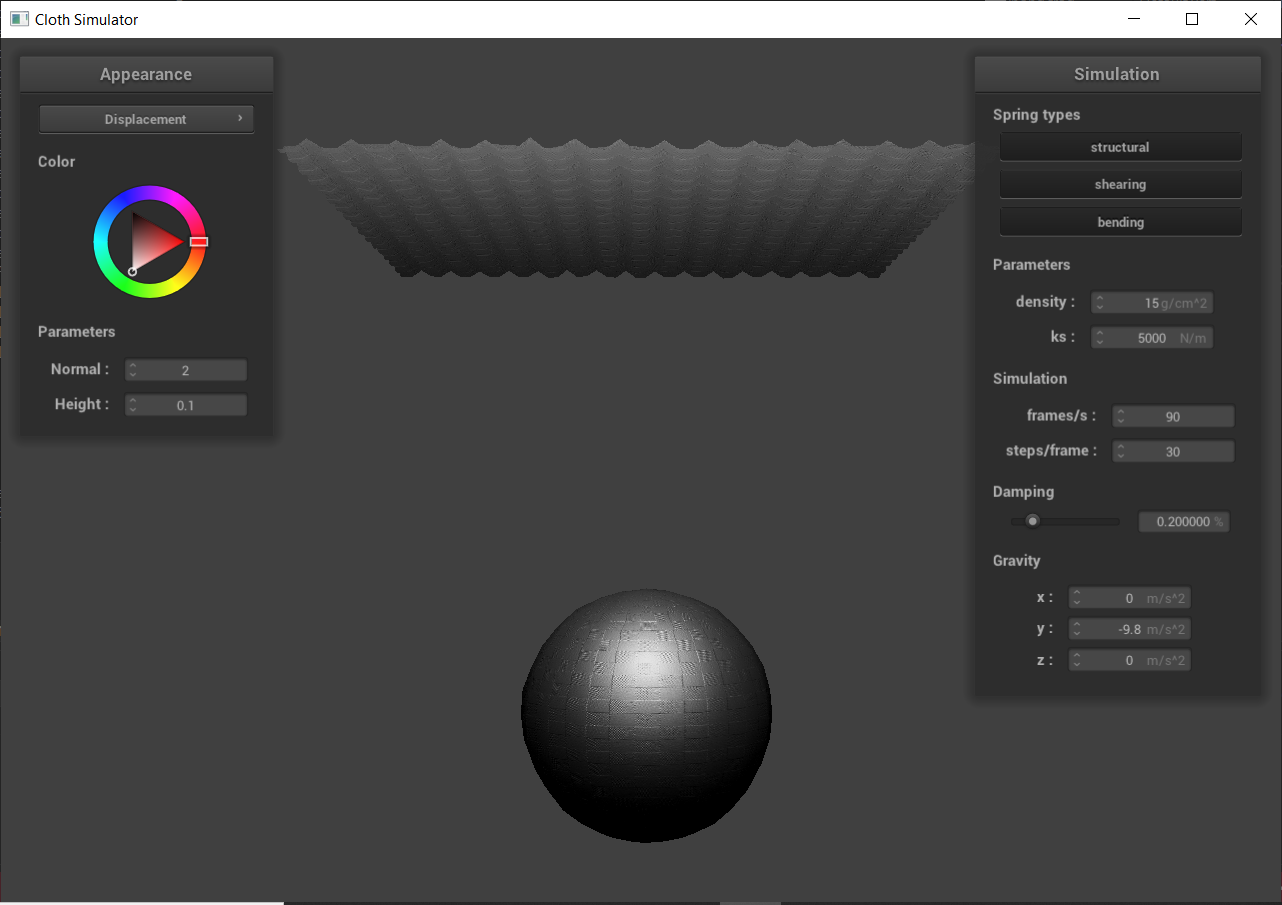 Cloth Simulator
Appearance
Displacement
Color
Parameters
Normal : 2
Height : 0.1
Simulation
Spring types
structural
shearing
bending
Parameters
density : 15 g/cm^2
ks : 5000 N/m
Simulation
frames/s : 90
steps/frame : 30
Damping
0.200000 %
Gravity
x : 0 m/s^2
y : -9.8 m/s^2
z : 0 m/s^2